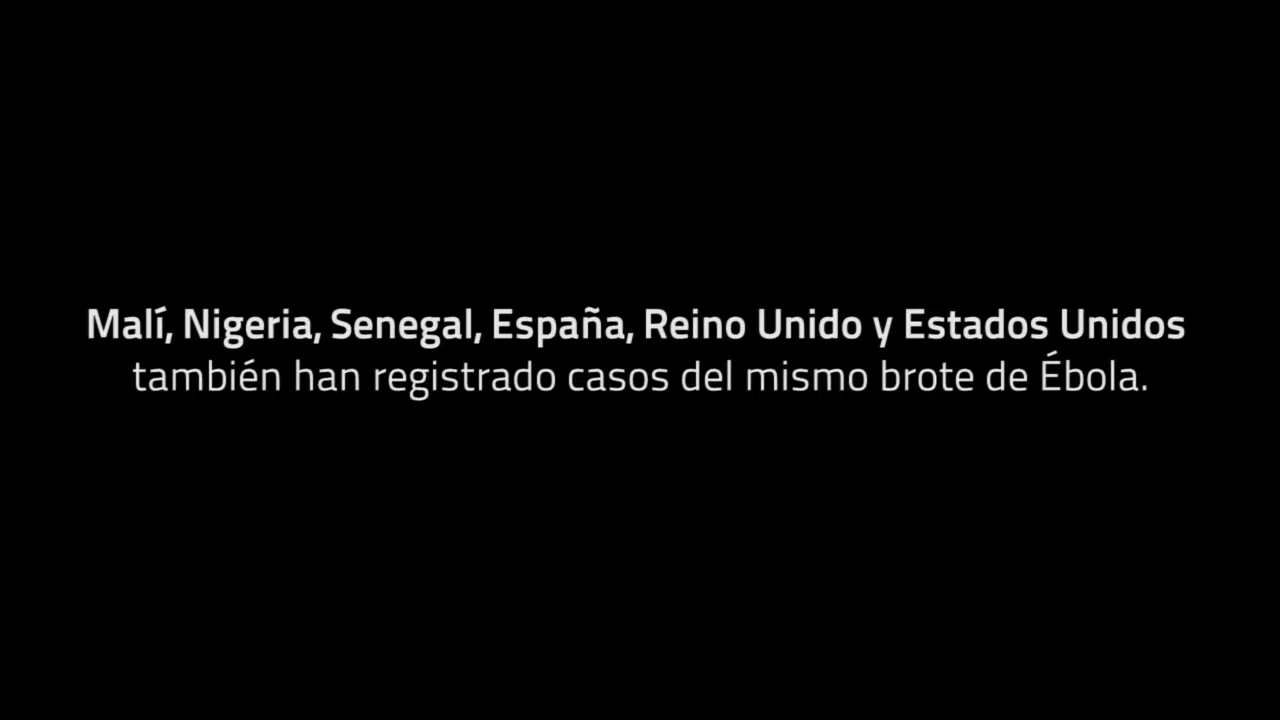 Malí, Nigeria, Senegal, España, Reino Unido y Estados Unidos
también han registrado casos del mismo brote de Ébola.